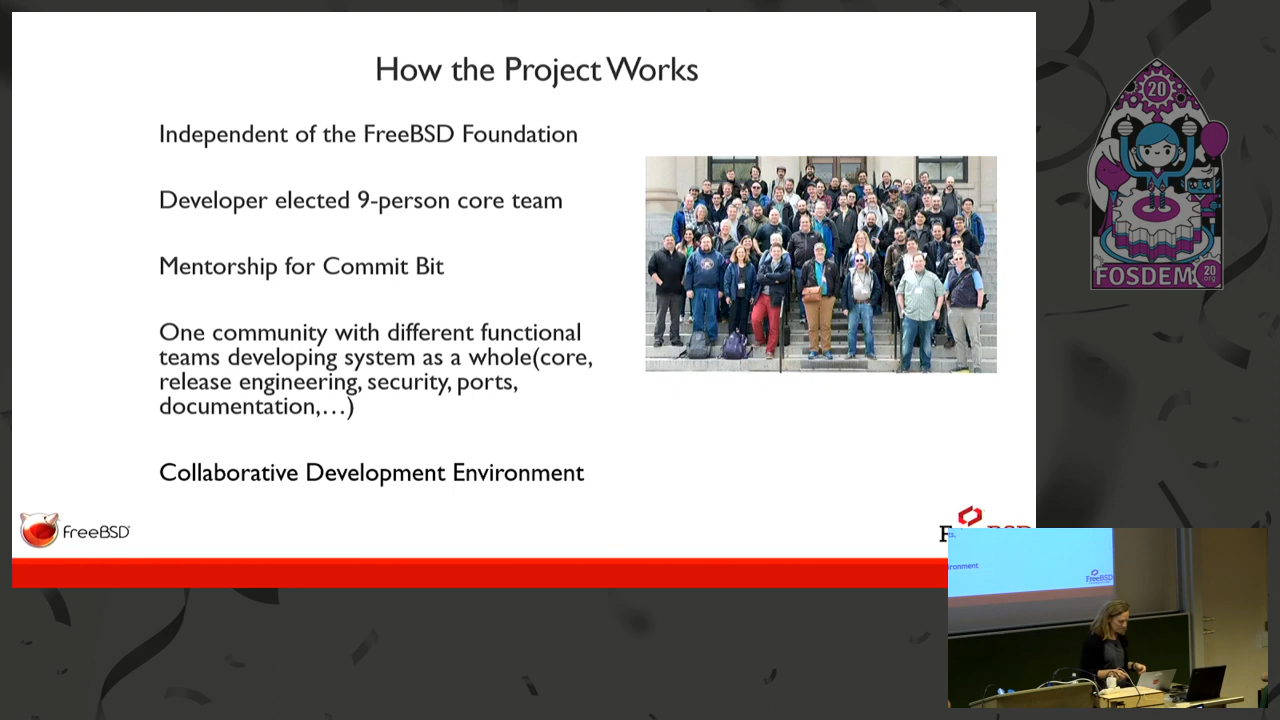 How the Project Works
Independent of the FreeBSD Foundation
Developer elected 9-person core team
Mentorship for Commit Bit
One community with different functional
teams developing system as a whole(core,
release engineering, security, ports,
documentation,…)
Collaborative Development Environment
FreeBSD
20
FOSDEM
20
.org
ironment
FreeBSD